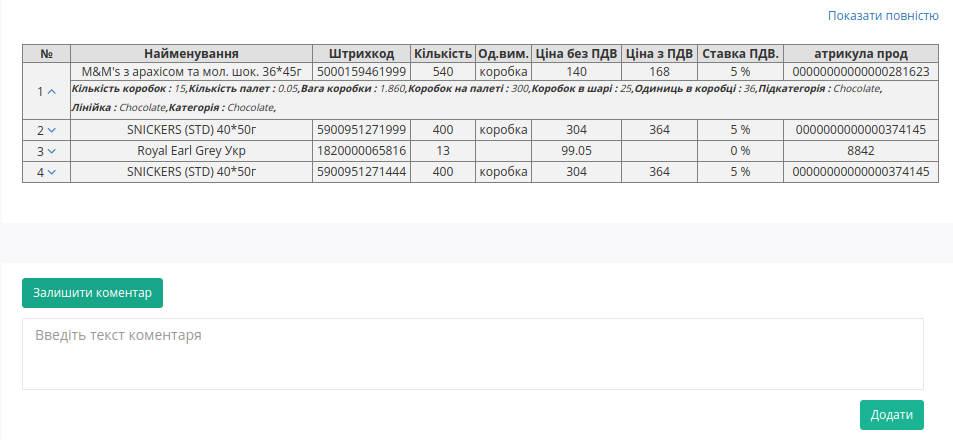 Показати повністю
№ Найменування Штрихкод Кількість Од.вим. Ціна без ПДВ Ціна з ПДВ Ставка ПДВ. атрикула прод
1 M&M's з арахісом та мол. шок. 36*45г 5000159461999 540 коробка 140 168 5 % 00000000000000281623
Кількість коробок : 15,Кількість палет : 0.05,Вага коробки : 1.860,Коробок на палеті : 300,Коробок в шарі : 25,Одиниць в коробці : 36,Підкатегорія : Chocolate,
Лінійка : Chocolate,Категорія : Chocolate,
2 SNICKERS (STD) 40*50г 5900951271999 400 коробка 304 364 5 % 0000000000000374145
3 Royal Earl Grey Укр 1820000065816 13 99.05 0 % 8842
4 SNICKERS (STD) 40*50г 5900951271444 400 коробка 304 364 5 % 00000000000000374145
Залишити коментар
Введіть текст коментаря
Додати